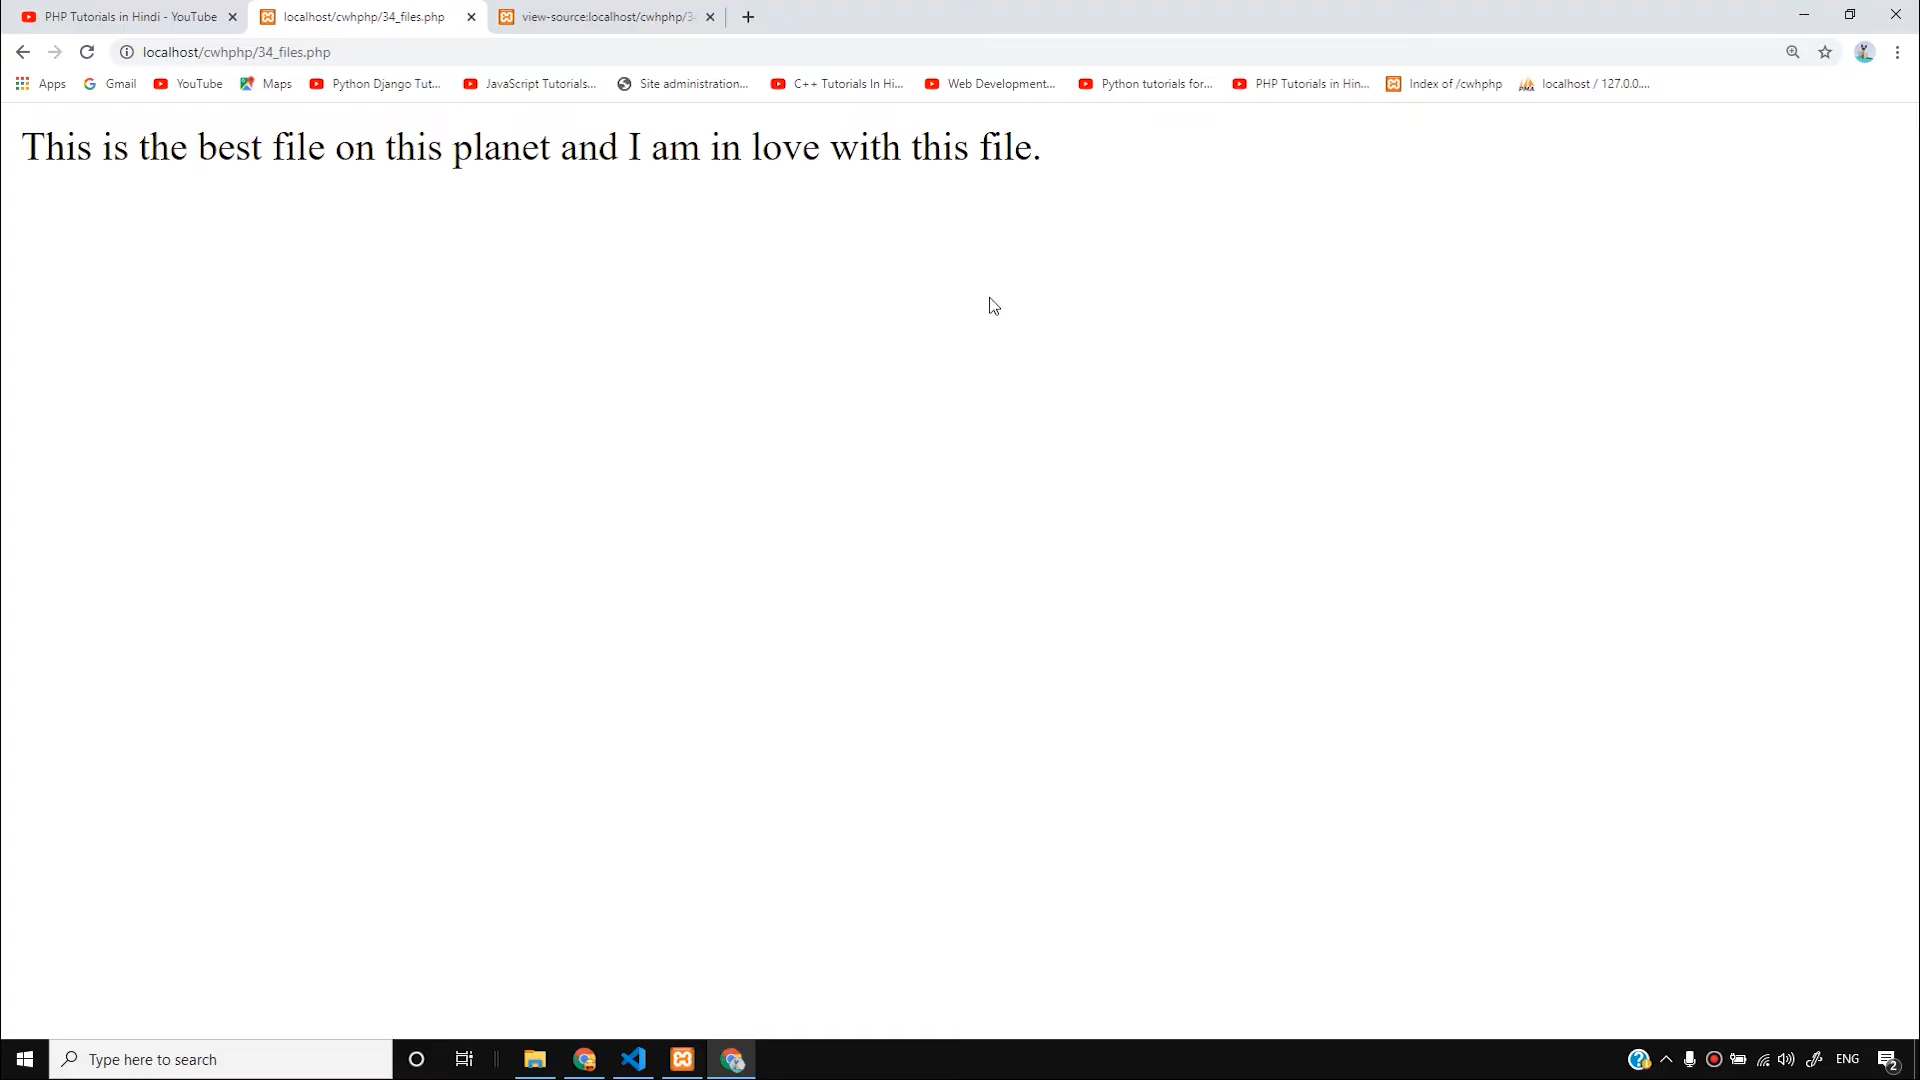 PHP Tutorials in Hindi - YouTube
localhost/cwhphp/34_files.php
view-source:localhost/cwhphp/3
localhost/cwhphp/34_files.php
Apps
Gmail
YouTube
Maps
Python Django Tut...
JavaScript Tutorials...
Site administration...
C++ Tutorials In Hi...
Web Development...
Python tutorials for...
PHP Tutorials in Hin...
Index of /cwhphp
localhost / 127.0.0....
This is the best file on this planet and I am in love with this file.
Type here to search
ENG
2